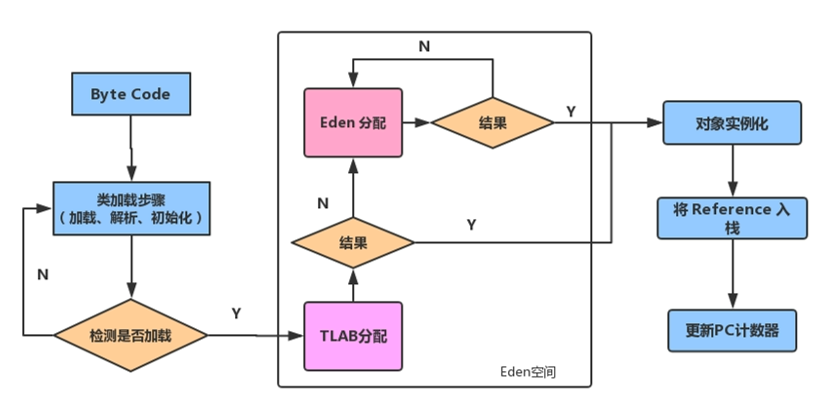 Byte Code
类加载步骤
（加载、解析、初始化）
N
检测是否加载
Y
N
Eden 分配
结果
Y
N
结果
Y
TLAB分配
Eden空间
对象实例化
将 Reference 入
栈
更新PC计数器